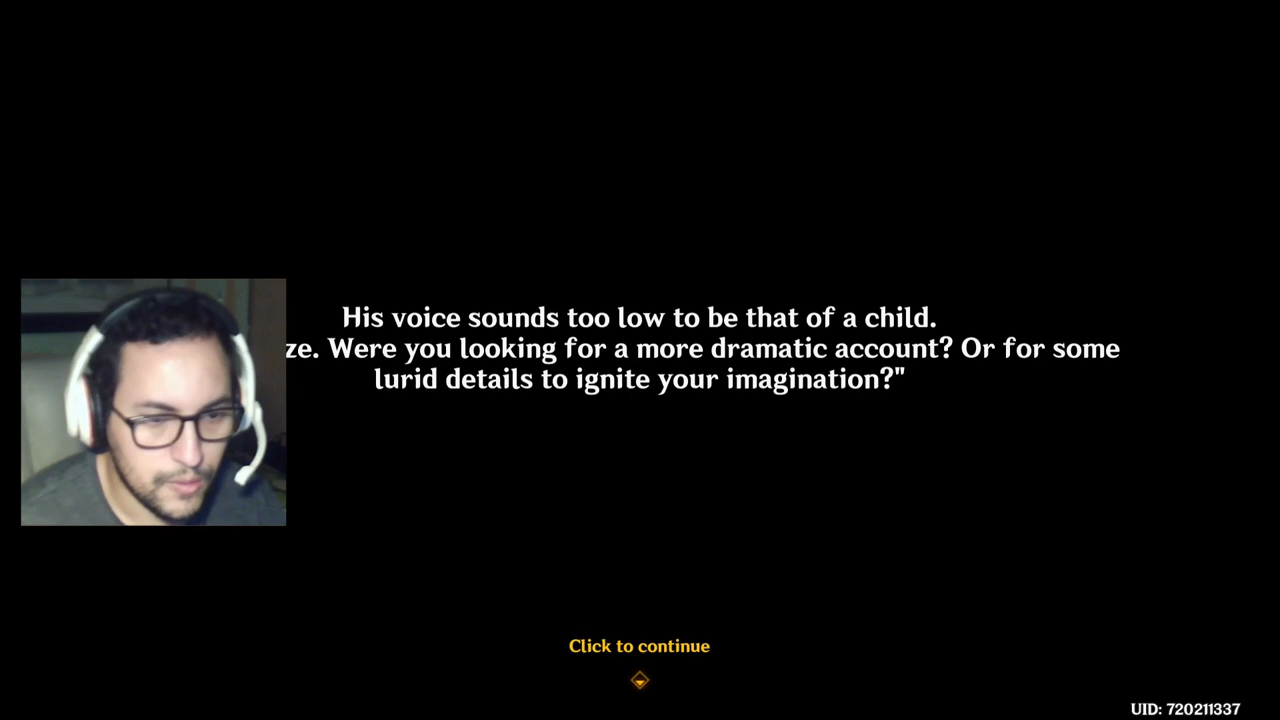 His voice sounds too low to be that of a child.
ze. Were you looking for a more dramatic account? Or for some
lurid details to ignite your imagination?"
Click to continue
UID: 720211337